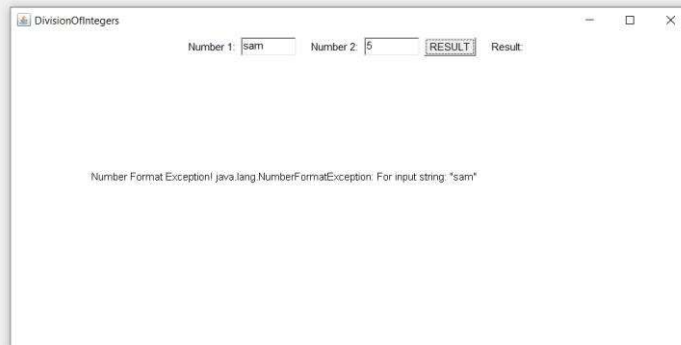 DivisionOfIntegers
Number 1: sam Number 2: 5 RESULT Result:
Number Format Exception! java.lang.NumberFormatException: For input string: "sam"